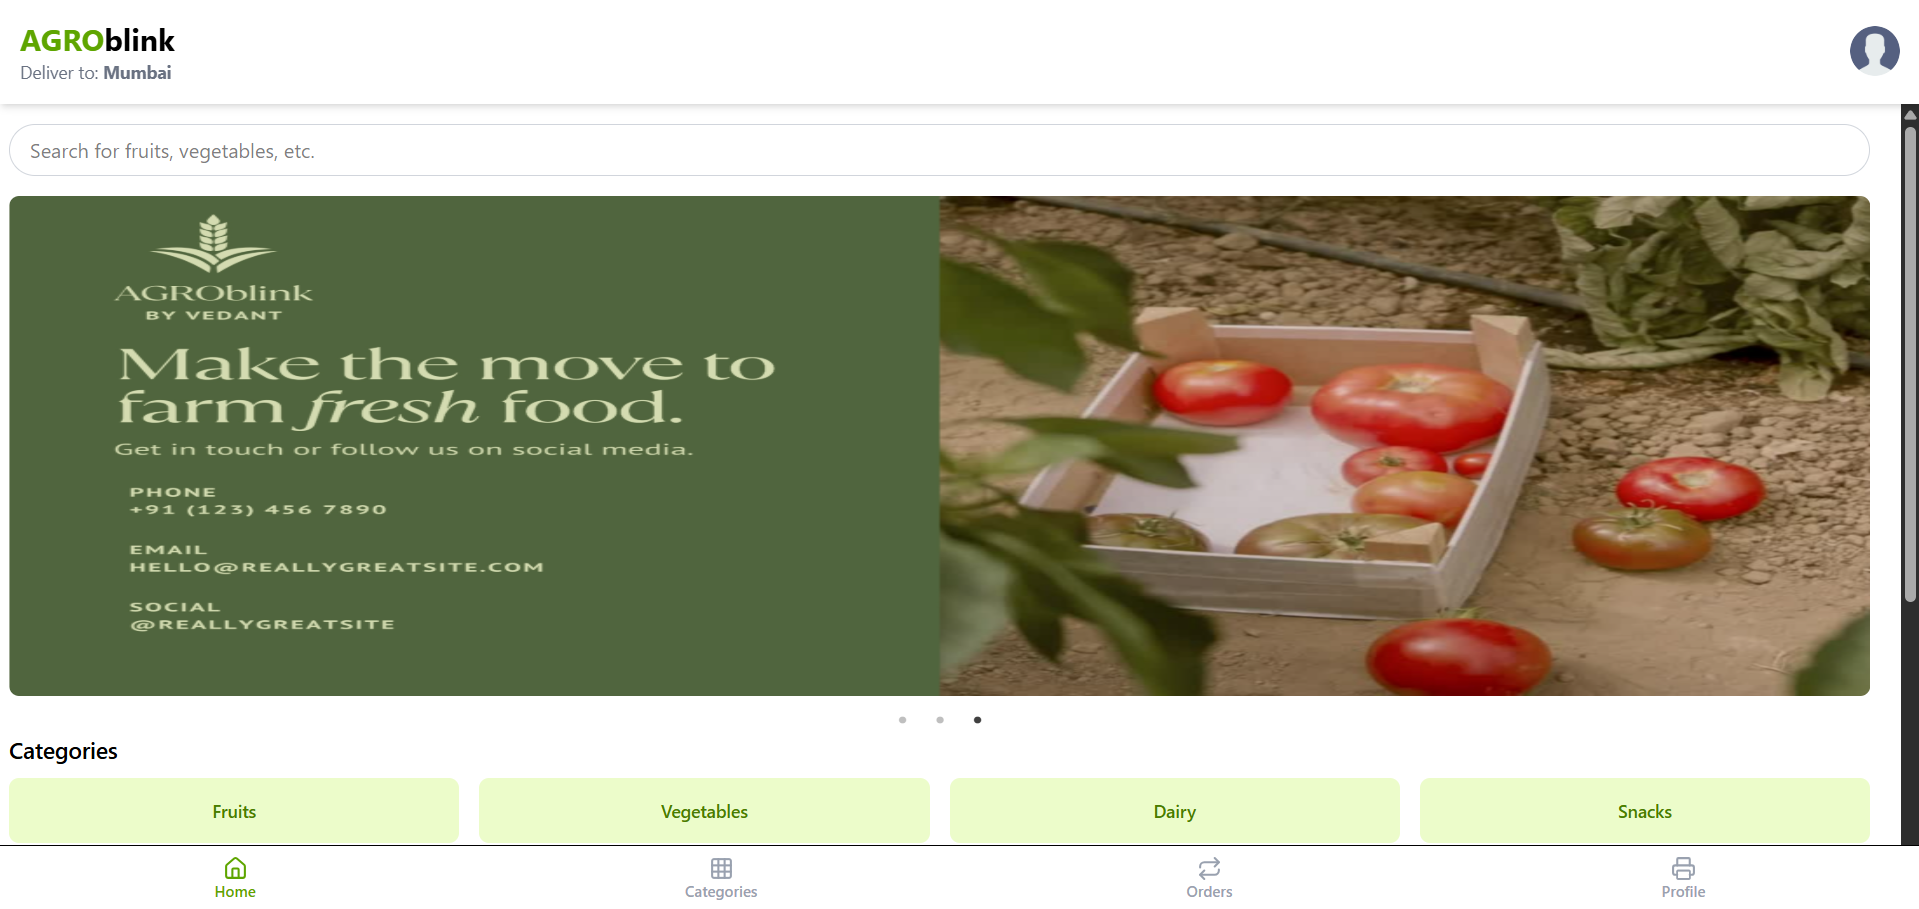 AGROblink
Deliver to: Mumbai
Search for fruits, vegetables, etc.
AGROblink
BY VEDANT
Make the move to
farm fresh food.
Get in touch or follow us on social media.
PHONE
+91 (123) 456 7890
EMAIL
HELLO@REALLYGREATSITE.COM
SOCIAL
@REALLYGREATSITE
Categories
Fruits
Vegetables
Dairy
Snacks
Home
Categories
Orders
Profile